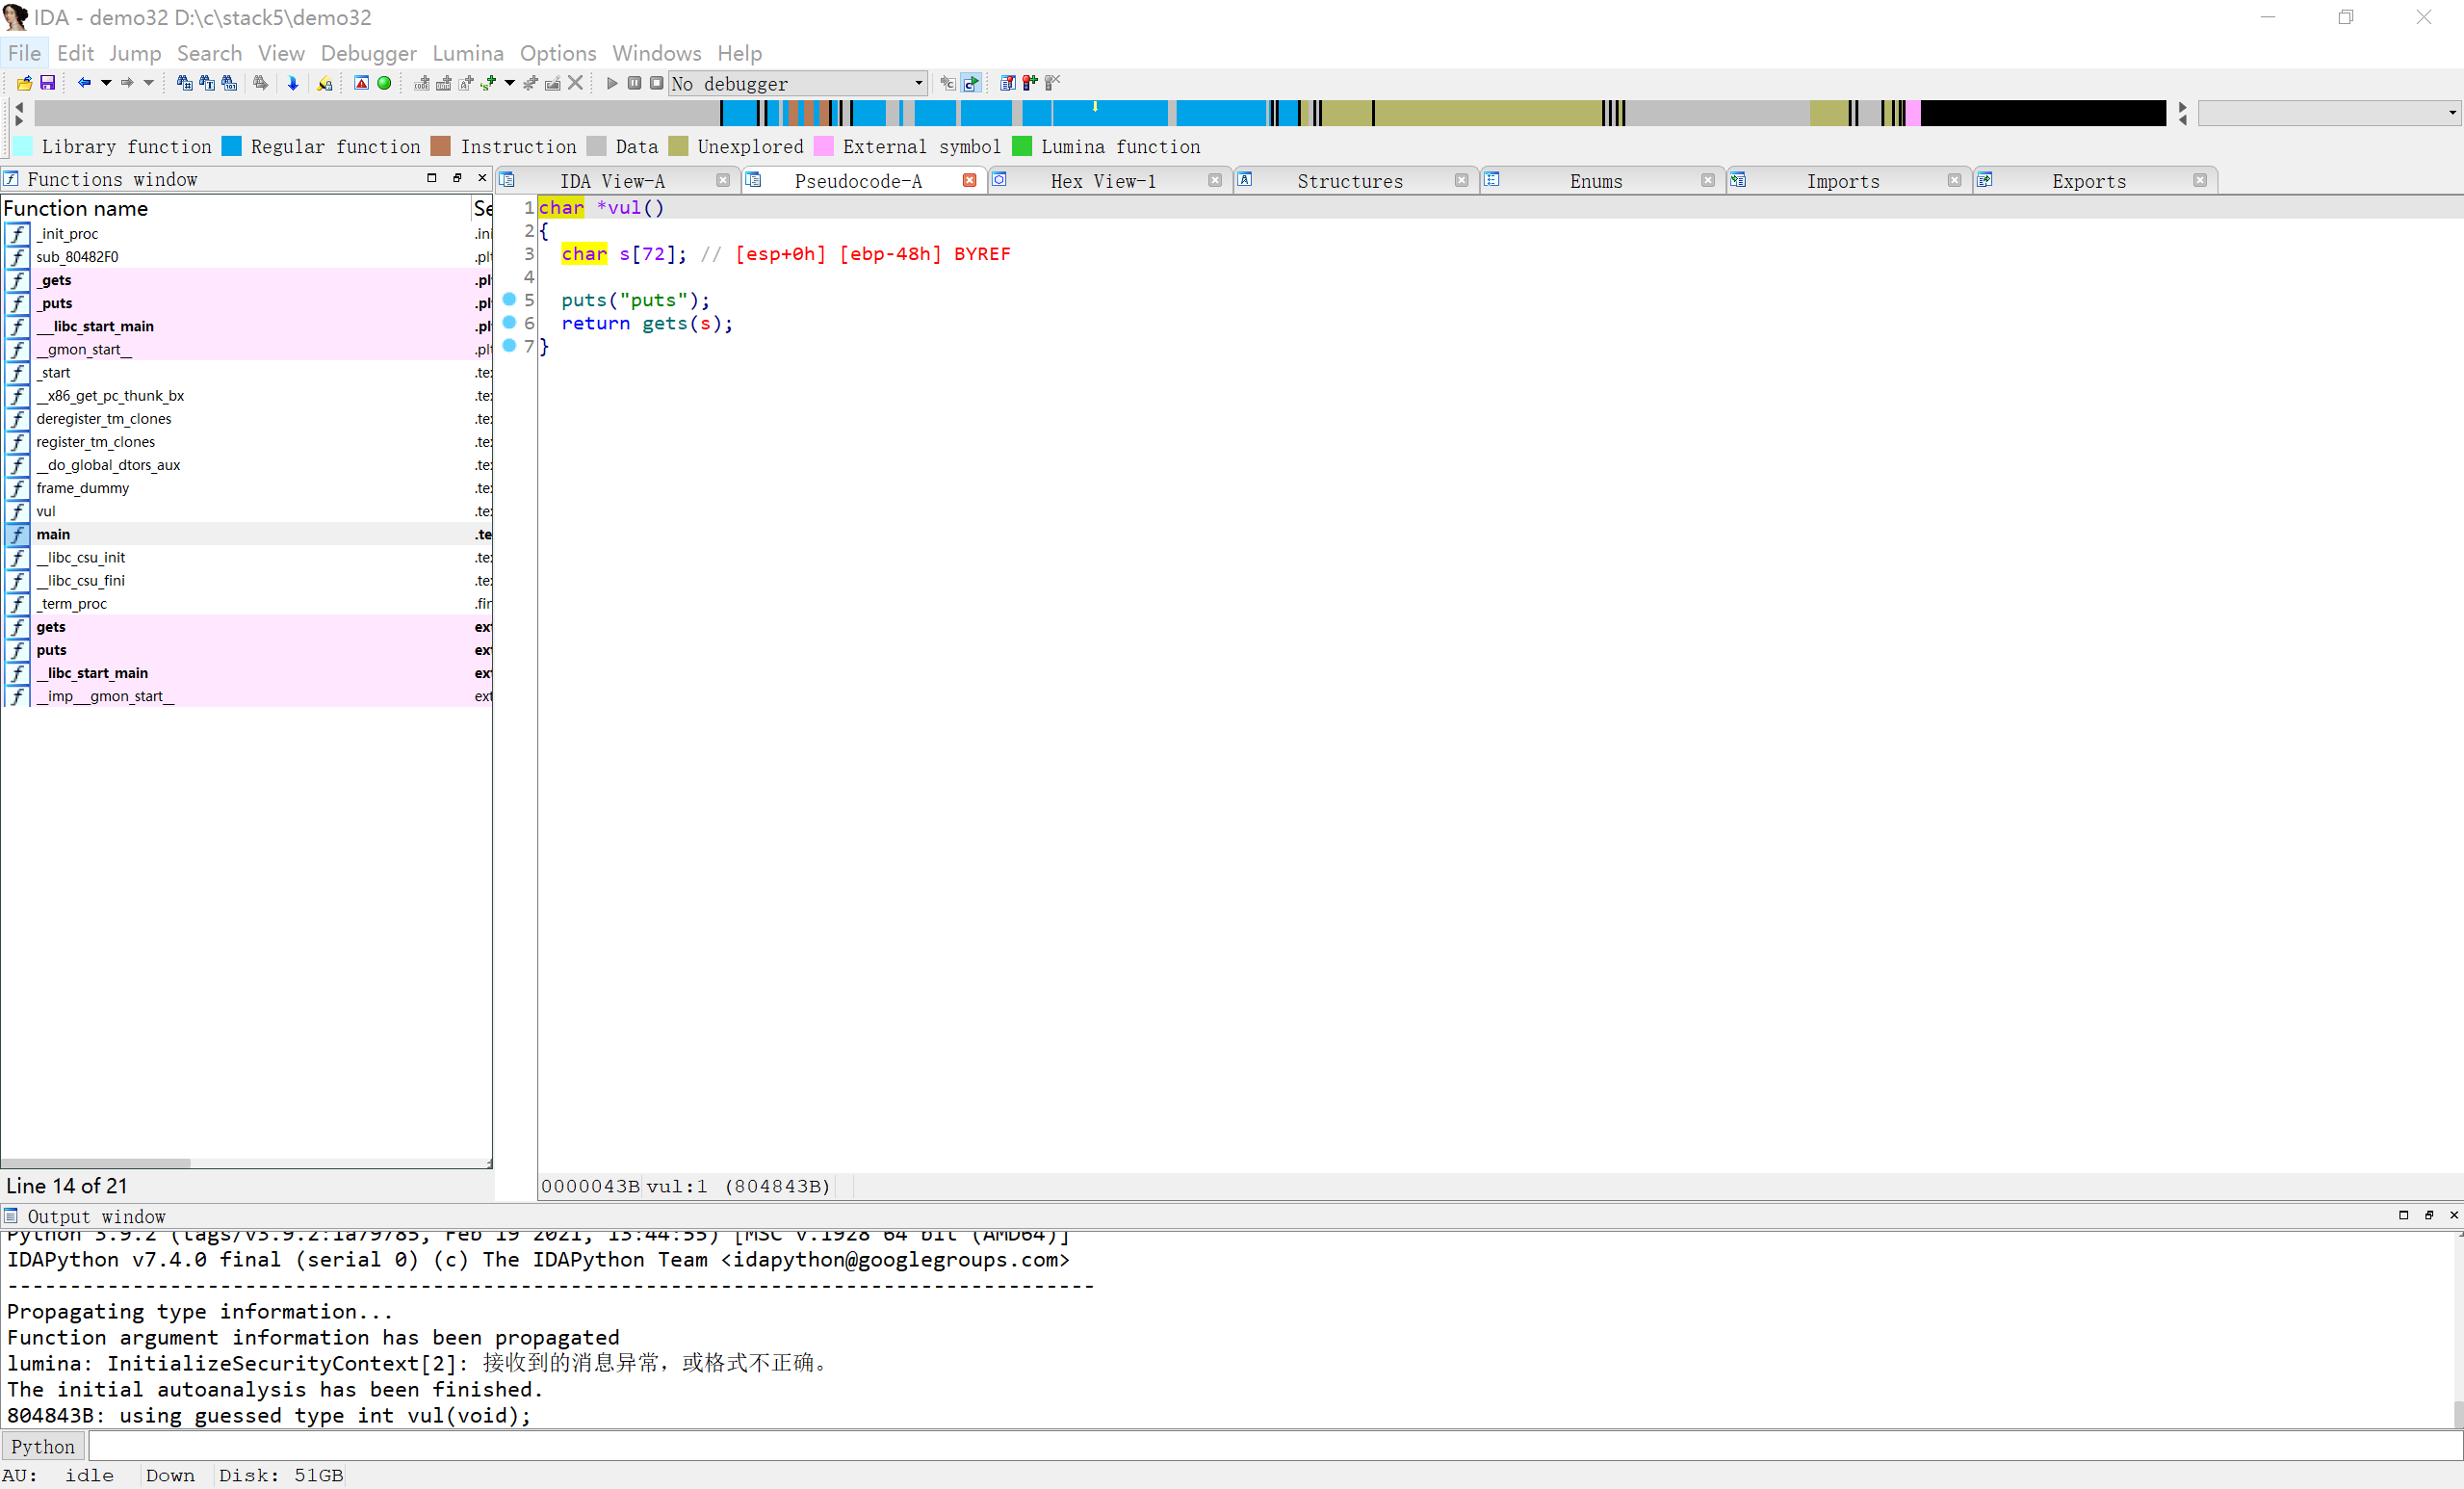 IDA - demo32 D:\c\stack5\demo32
File Edit Jump Search View Debugger Lumina Options Windows Help
No debugger
Library function Regular function Instruction Data Unexplored External symbol Lumina function
Functions window
IDA View-A Pseudocode-A Hex View-1 Structures Enums Imports Exports
Function name Se
_init_proc .ini
sub_80482F0 .plt
_gets .pl
_puts .pl
__libc_start_main .pl
__gmon_start__ .plt
_start .te
__x86_get_pc_thunk_bx .te
deregister_tm_clones .te
register_tm_clones .te
__do_global_dtors_aux .te
frame_dummy .te
vul .te
main .te
__libc_csu_init .te
__libc_csu_fini .te
_term_proc .fin
gets ext
puts ext
__libc_start_main ext
__imp___gmon_start__ ext
Line 14 of 21
1 char *vul()
2 {
3 char s[72]; // [esp+0h] [ebp-48h] BYREF
4
5 puts("puts");
6 return gets(s);
7 }
0000043B vul:1 (804843B)
Output window
Python 3.9.2 (tags/v3.9.2:1a79785, Feb 19 2021, 13:44:55) [MSC v.1928 64 bit (AMD64)]
IDAPython v7.4.0 final (serial 0) (c) The IDAPython Team <idapython@googlegroups.com>
---------------------------------------------------------------------------------------
Propagating type information...
Function argument information has been propagated
lumina: InitializeSecurityContext[2]: 接收到的消息异常，或格式不正确。
The initial autoanalysis has been finished.
804843B: using guessed type int vul(void);
Python
AU: idle Down Disk: 51GB